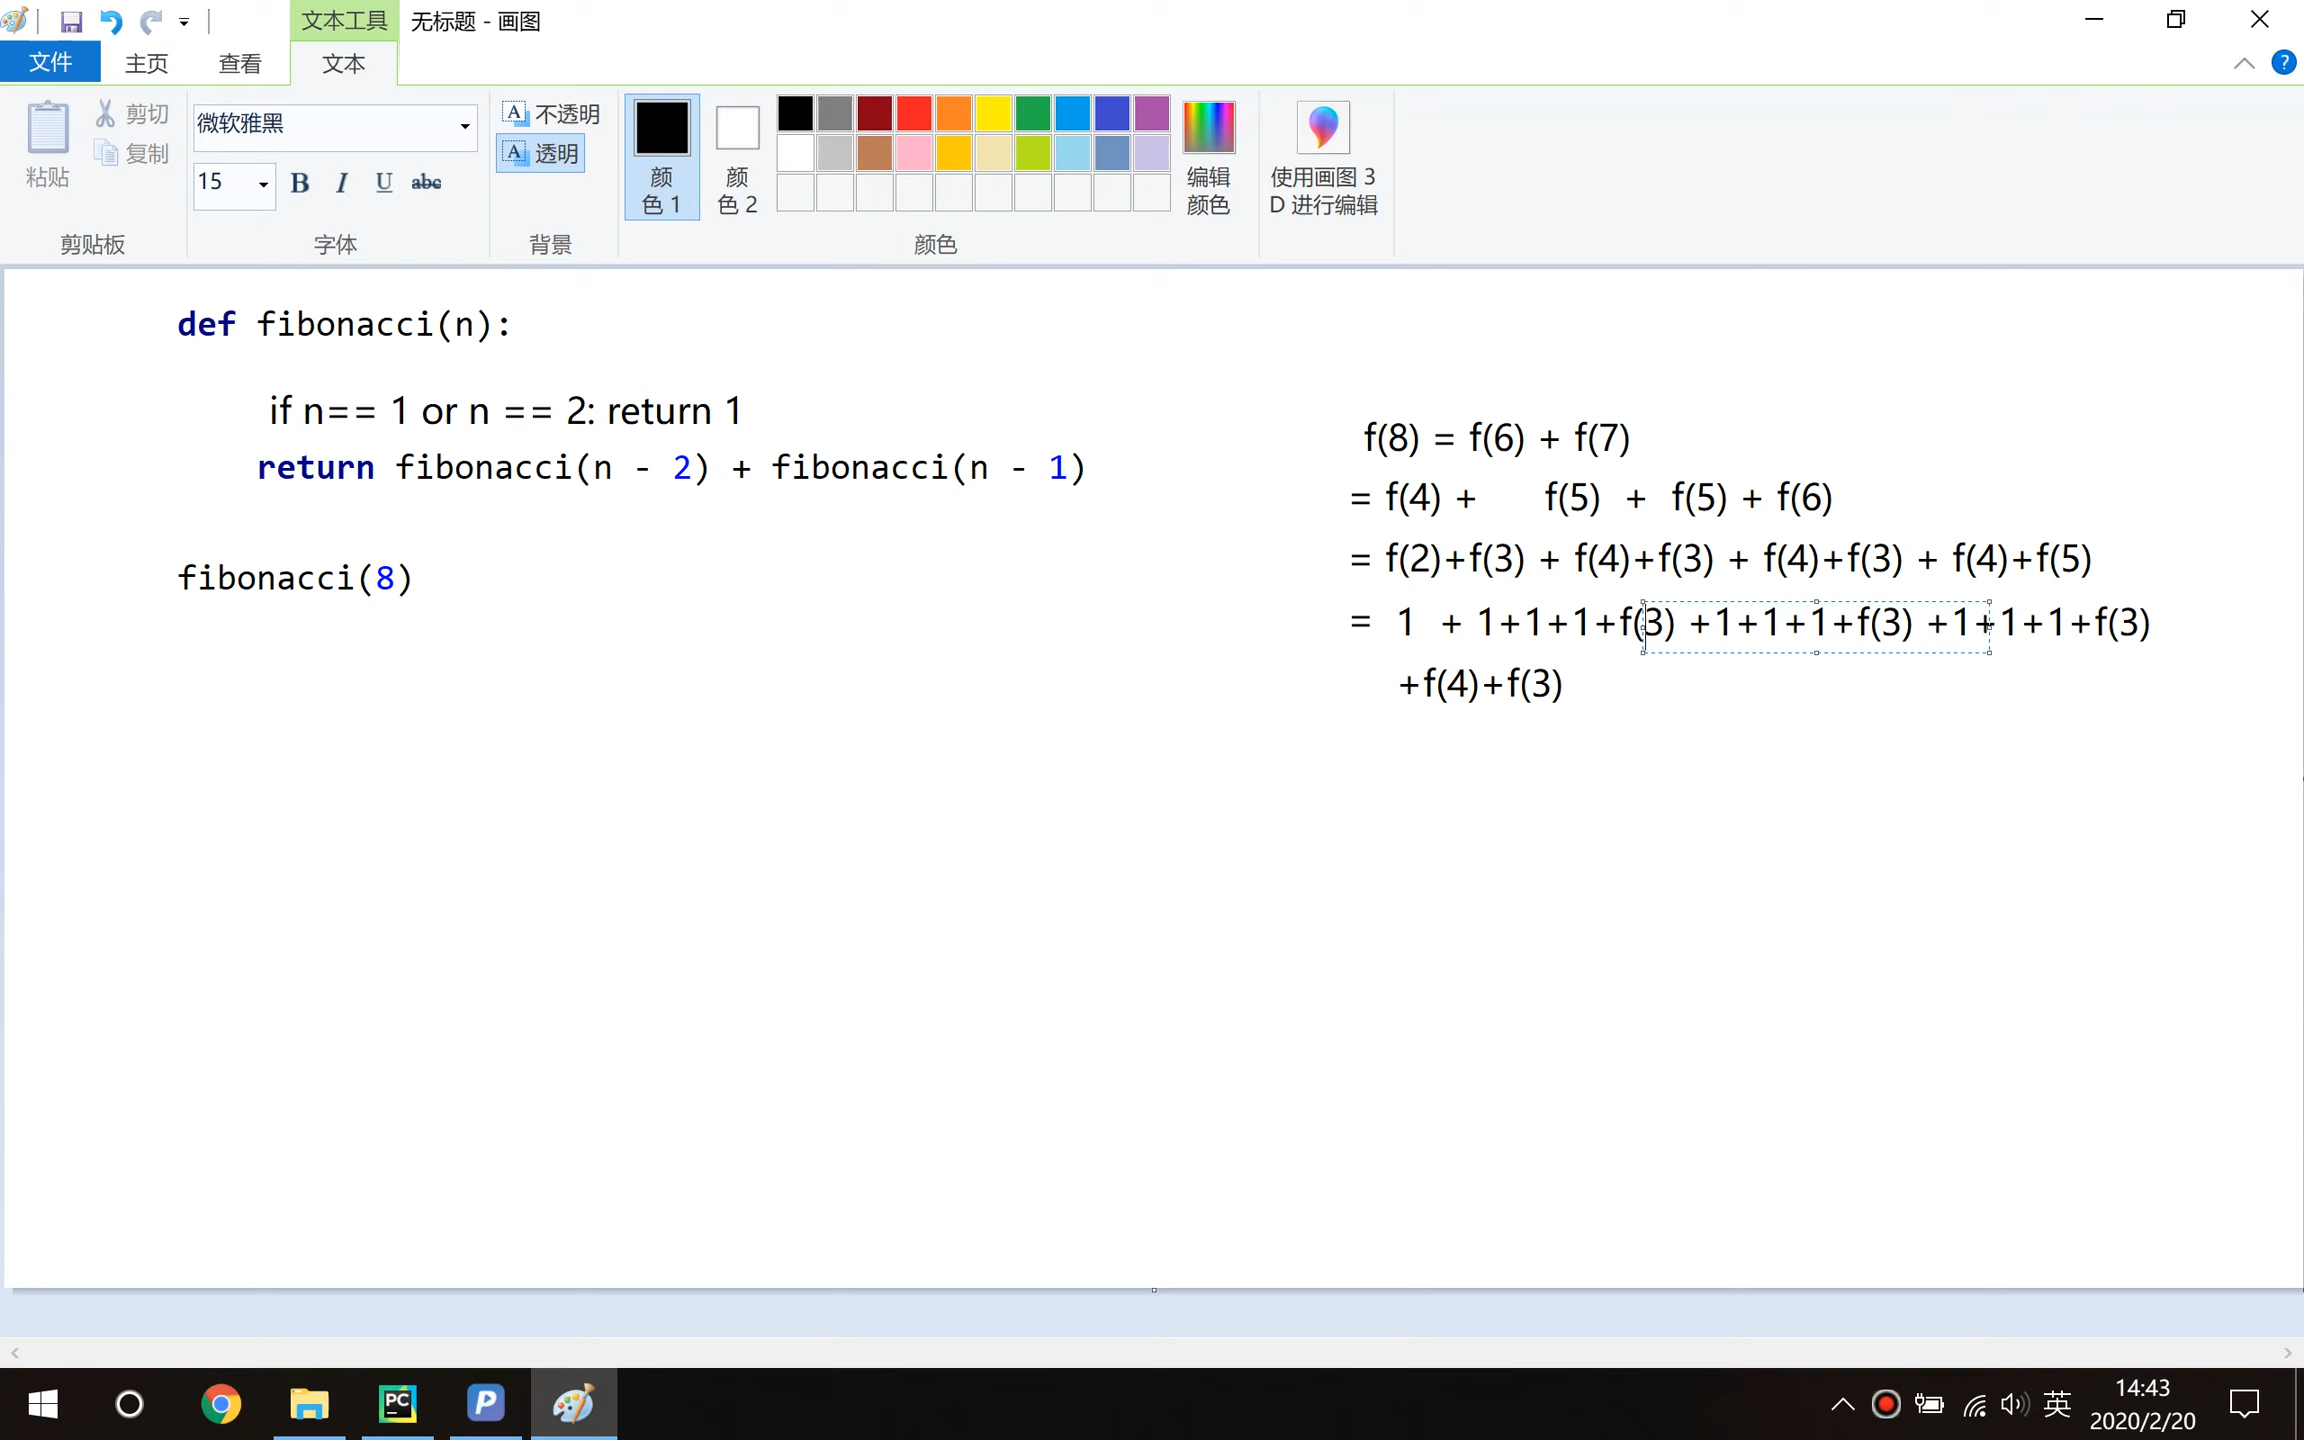 文本工具 无标题 - 画图
文件 主页 查看 文本
粘贴 剪切 复制
剪贴板
微软雅黑
15 B I U abc
字体
不透明
透明
背景
颜色 1
颜色 2
编辑颜色
颜色
使用画图 3D 进行编辑
def fibonacci(n):
if n== 1 or n == 2: return 1
return fibonacci(n - 2) + fibonacci(n - 1)
fibonacci(8)
f(8) = f(6) + f(7)
= f(4) + f(5) + f(5) + f(6)
= f(2)+f(3) + f(4)+f(3) + f(4)+f(3) + f(4)+f(5)
= 1 + 1+1+1+f(3) +1+1+1+f(3) +1+1+1+f(3)
+f(4)+f(3)
PC P 英 14:43
2020/2/20